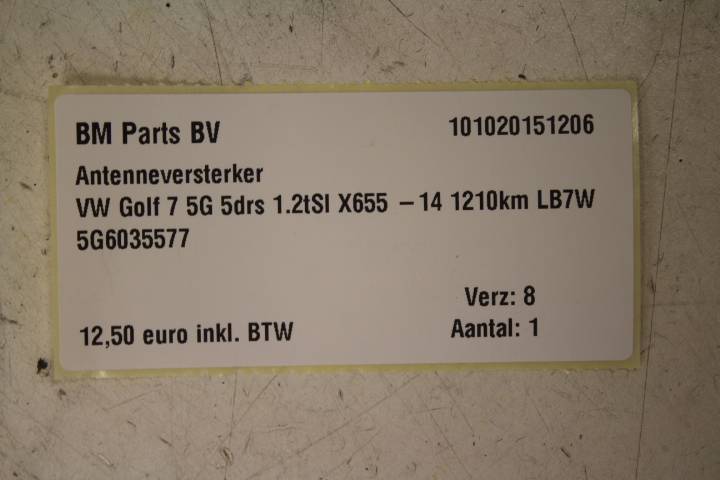 BM Parts BV 101020151206
Antenneversterker
VW Golf 7 5G 5drs 1.2tSI X655 – 14 1210km LB7W
5G6035577
Verz: 8
12,50 euro inkl. BTW Aantal: 1